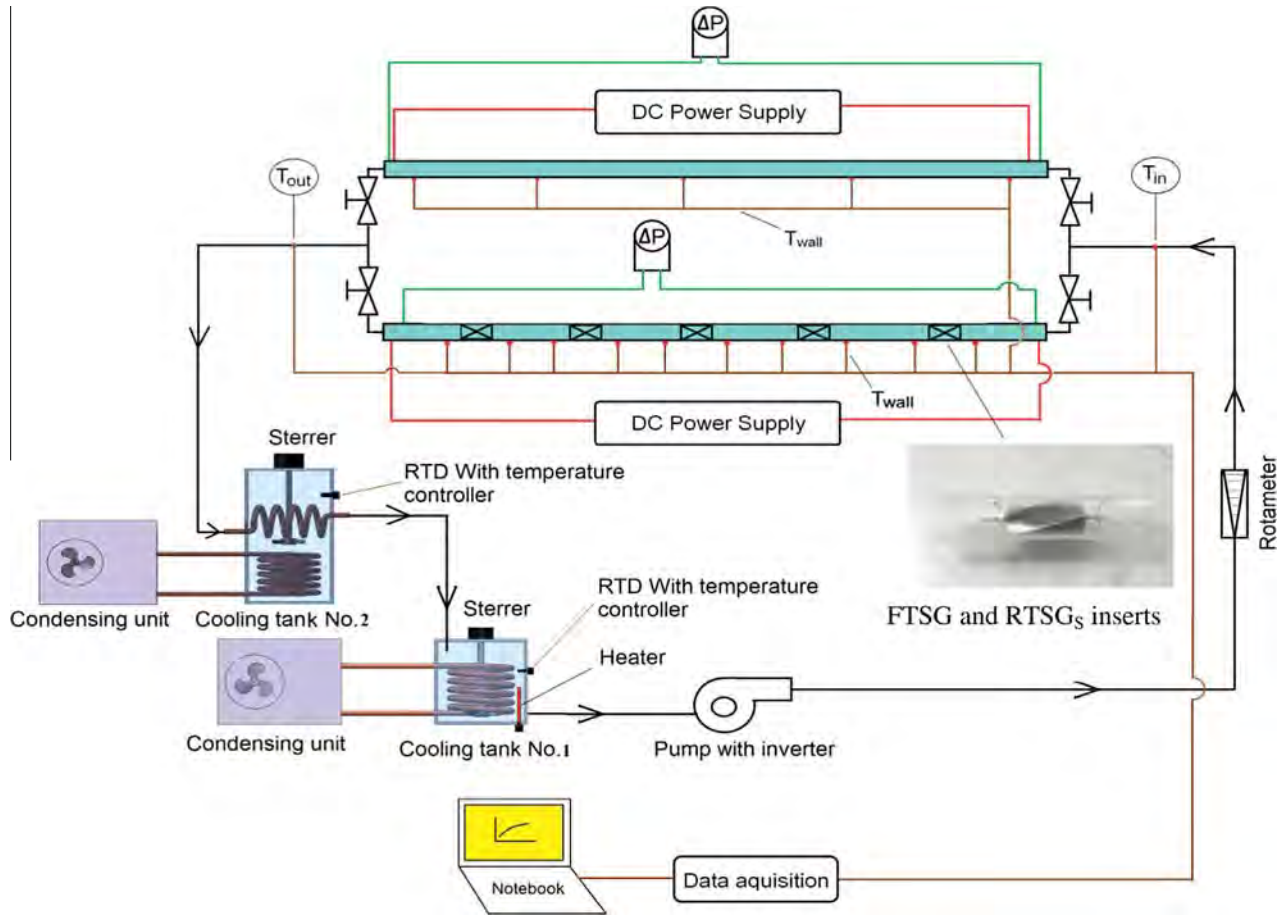 ΔP
DC Power Supply
Tout
Tin
Twall
ΔP
Twall
DC Power Supply
Sterrer
RTD With temperature
controller
Rotameter
Condensing unit
Cooling tank No.2
FTSG and RTSGS inserts
Sterrer
RTD With temperature
controller
Heater
Condensing unit
Cooling tank No.1
Pump with inverter
Notebook
Data aquisition